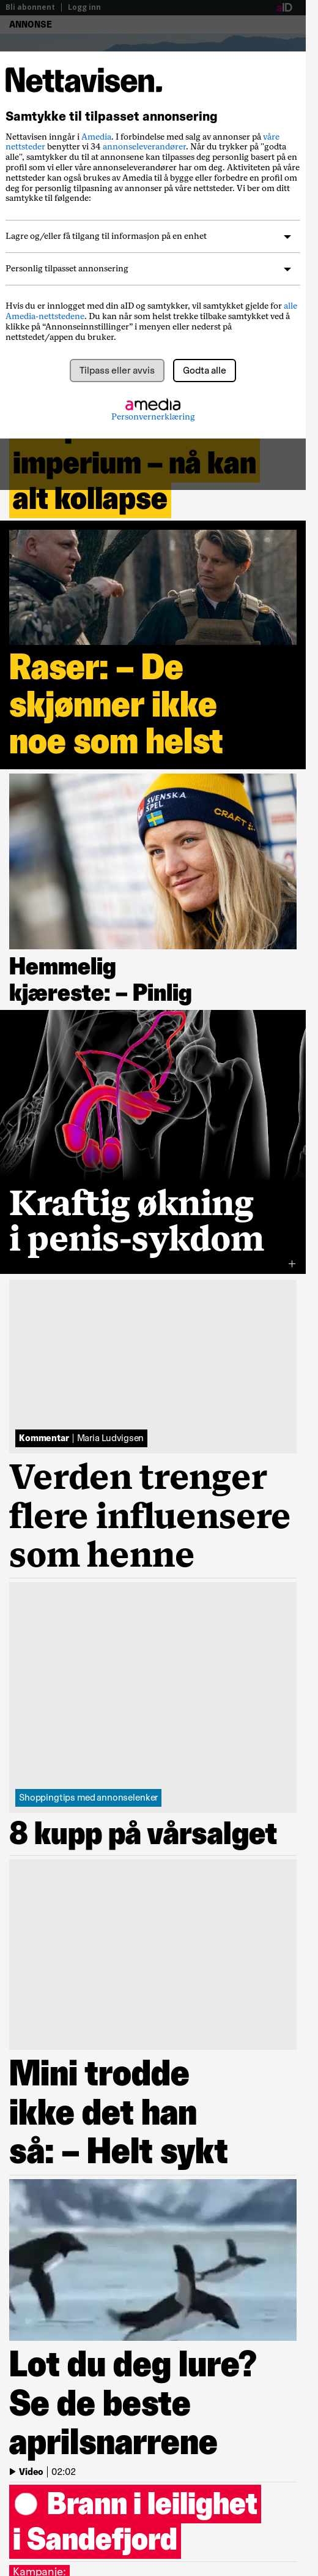 Bli abonnent | Logg inn
aID
ANNONSE
Nettavisen.
Samtykke til tilpasset annonsering
Nettavisen inngår i Amedia. I forbindelse med salg av annonser på våre
nettsteder benytter vi 34 annonseleverandører. Når du trykker på "godta
alle", samtykker du til at annonsene kan tilpasses deg personlig basert på en
profil som vi eller våre annonseleverandører har om deg. Aktiviteten på våre
nettsteder kan også brukes av Amedia til å bygge eller forbedre en profil om
deg for personlig tilpasning av annonser på våre nettsteder. Vi ber om ditt
samtykke til følgende:
Lagre og/eller få tilgang til informasjon på en enhet
Personlig tilpasset annonsering
Hvis du er innlogget med din aID og samtykker, vil samtykket gjelde for alle
Amedia-nettstedene. Du kan når som helst trekke tilbake samtykket ved å
klikke på “Annonseinnstillinger” i menyen eller nederst på
nettstedet/appen du bruker.
Tilpass eller avvis
Godta alle
amedia
Personvernerklæring
imperium – nå kan
alt kollapse
Raser: – De
skjønner ikke
noe som helst
SVENSKA
SPEL
CRAFT
Hemmelig
kjæreste: – Pinlig
Kraftig økning
i penis-sykdom
Kommentar | Maria Ludvigsen
Verden trenger
flere influensere
som henne
Shoppingtips med annonselenker
8 kupp på vårsalget
Mini trodde
ikke det han
så: – Helt sykt
Lot du deg lure?
Se de beste
aprilsnarrene
Video | 02:02
Brann i leilighet
i Sandefjord
Kampanje: